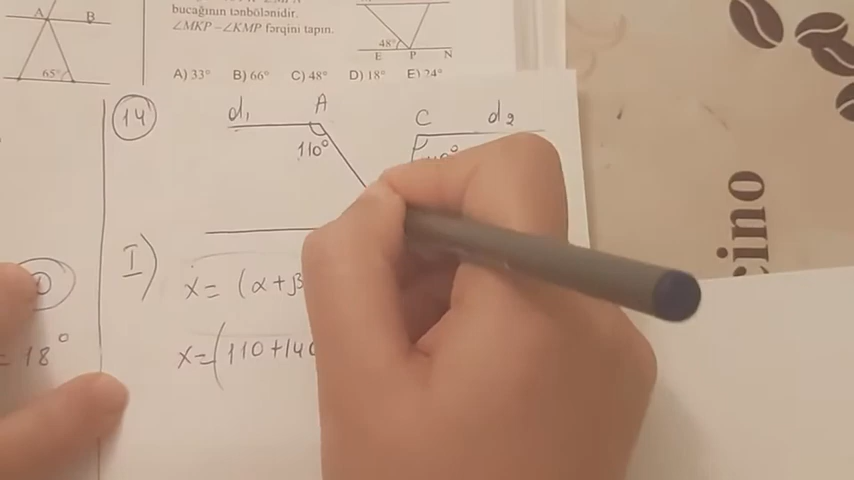 bucağının tənbölənidir.
∠MKP – ∠KMP fərqini tapın.
A) 33° B) 66° C) 48° D) 18° E) 24°
A B
65°
48°
E P N
14
d₁ A
C d₂
110°
I)
x = (α + β
x = (110 + 140
= 18°
cino